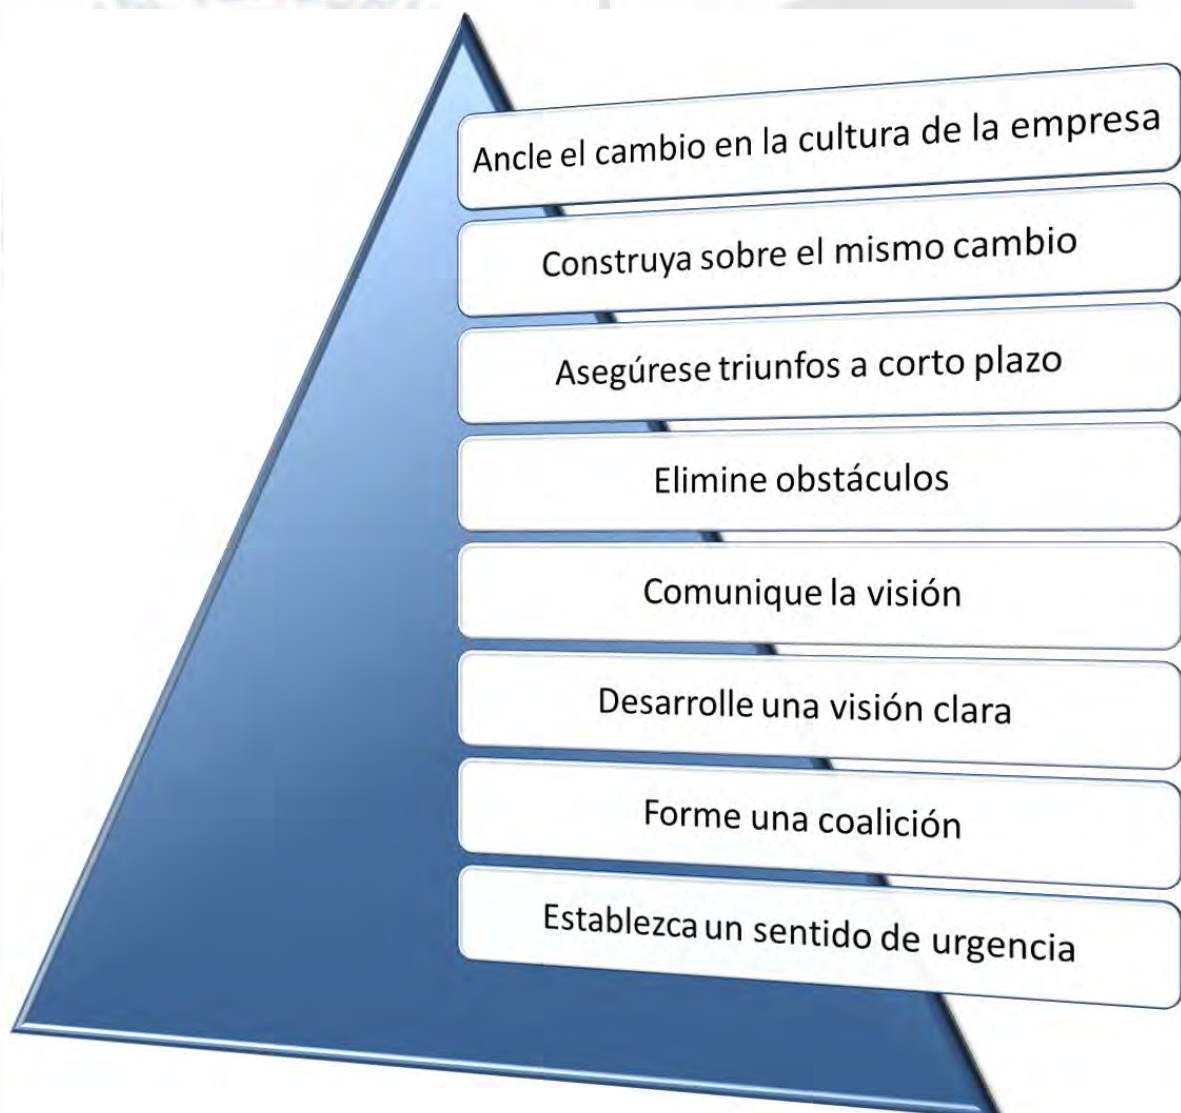 Ancle el cambio en la cultura de la empresa
Construya sobre el mismo cambio
Asegúrese triunfos a corto plazo
Elimine obstáculos
Comunique la visión
Desarrolle una visión clara
Forme una coalición
Establezca un sentido de urgencia